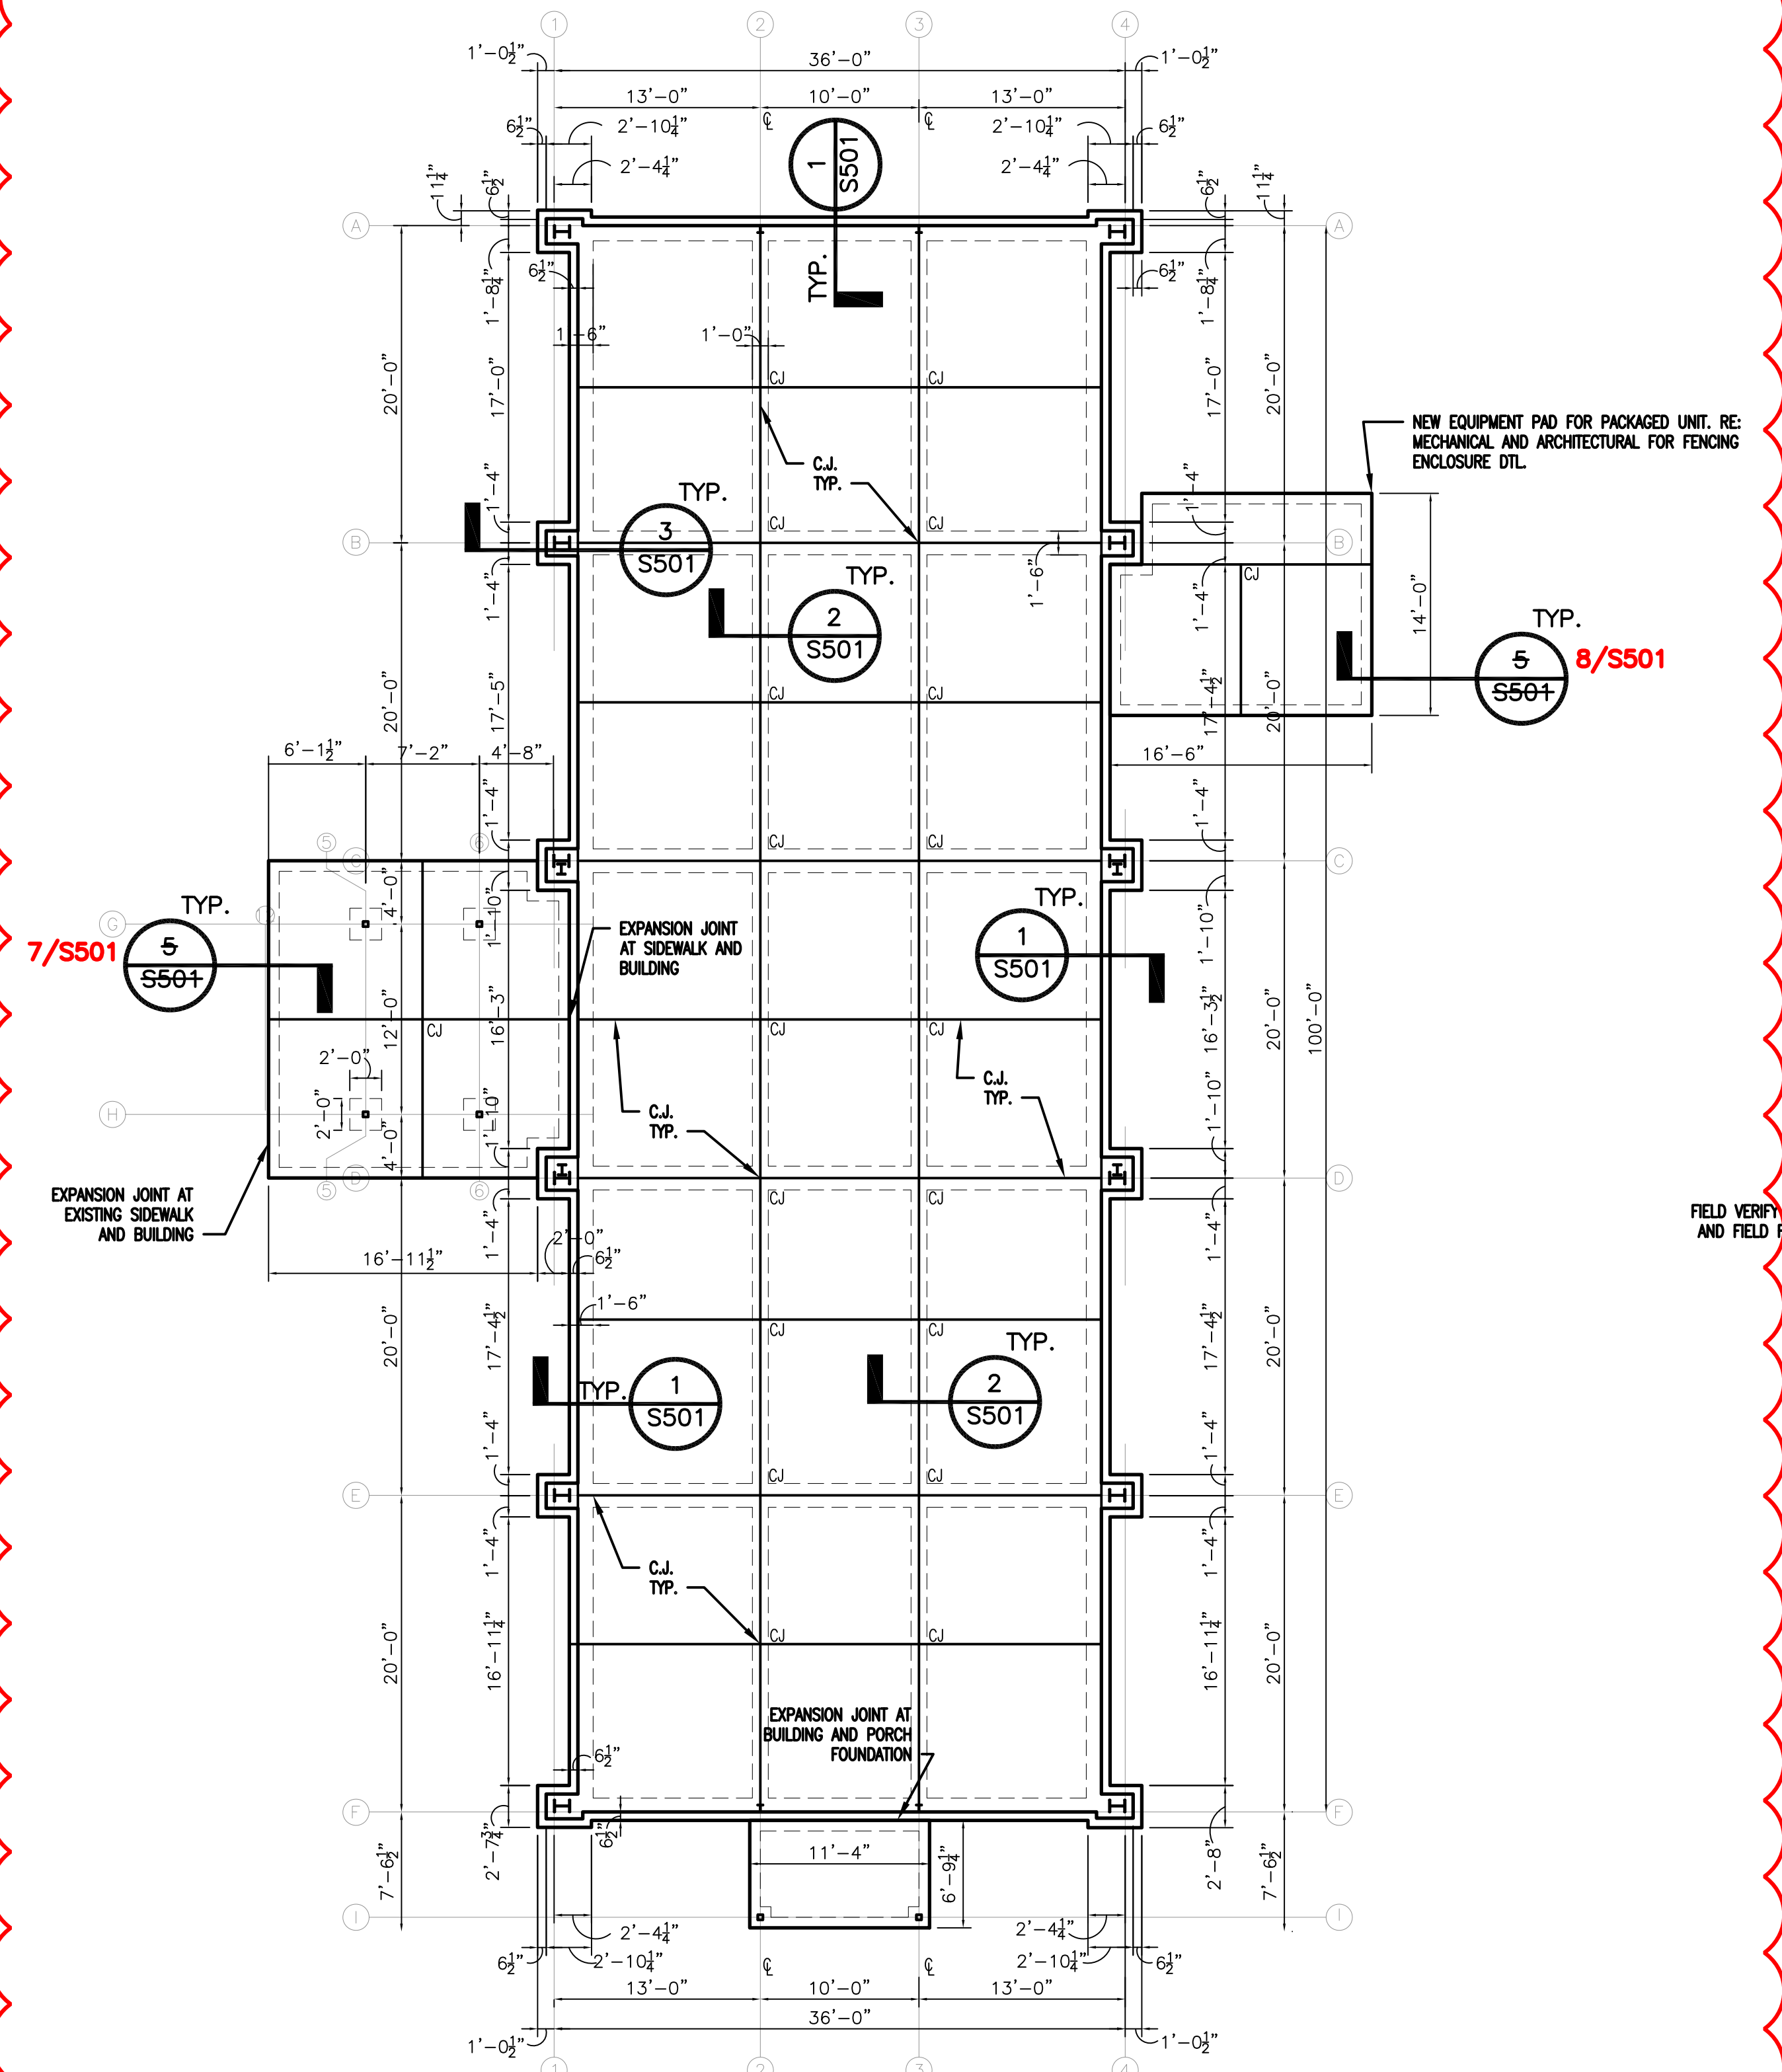 1 2 3 4
1'-0½" 36'-0" 1'-0½"
13'-0" 10'-0" 13'-0"
6½" 2'-10¼" ℄ ℄ 2'-10¼" 6½"
2'-4¼" 2'-4¼"
1
S501
TYP.
11¼" 6½" 6½" 11¼"
A A
1'-8¼" 6½" 6½" 1'-8¼"
1'-6" 1'-0"
20'-0" 17'-0" 17'-0" 20'-0"
CJ CJ
C.J.
TYP.
NEW EQUIPMENT PAD FOR PACKAGED UNIT. RE:
MECHANICAL AND ARCHITECTURAL FOR FENCING
ENCLOSURE DTL.
1'-4" 1'-4"
TYP.
3
S501
CJ CJ
B B
1'-4" 1'-6" 1'-4"
CJ
14'-0"
TYP.
2
S501
TYP.
5
S501
8/S501
20'-0" 17'-5" 17'-4½" 20'-0"
CJ CJ
6'-1½" 7'-2" 4'-8" 16'-6"
1'-4" 1'-4"
CJ CJ
5 C 6 C
4'-0" 1'-10" 1'-10"
TYP.
G
7/S501
5
S501
EXPANSION JOINT
AT SIDEWALK AND
BUILDING
TYP.
1
S501
12'-0" 16'-3" 16'-3½" 20'-0" 100'-0"
CJ CJ CJ
2'-0"
2'-0"
H
C.J.
TYP.
C.J.
TYP.
1'-10" 1'-10"
4'-0"
5 D 6 D
CJ CJ
EXPANSION JOINT AT
EXISTING SIDEWALK
AND BUILDING
FIELD VERIFY
AND FIELD
1'-4" 2'-0" 1'-4"
16'-11½" 6½"
1'-6"
20'-0" 17'-4½" 17'-4½" 20'-0"
CJ CJ
TYP.
1
S501
TYP.
2
S501
1'-4" 1'-4"
CJ CJ
E E
1'-4" 1'-4"
C.J.
TYP.
20'-0" 16'-11¼" 16'-11¼" 20'-0"
CJ CJ
EXPANSION JOINT AT
BUILDING AND PORCH
FOUNDATION
6½"
F F
6½"
7'-6½" 2'-7¾" 11'-4" 6'-9¼" 2'-8" 7'-6½"
I I
2'-4¼" 2'-4¼"
6½" 2'-10¼" ℄ ℄ 2'-10¼" 6½"
13'-0" 10'-0" 13'-0"
36'-0"
1'-0½" 1'-0½"
1 2 3 4